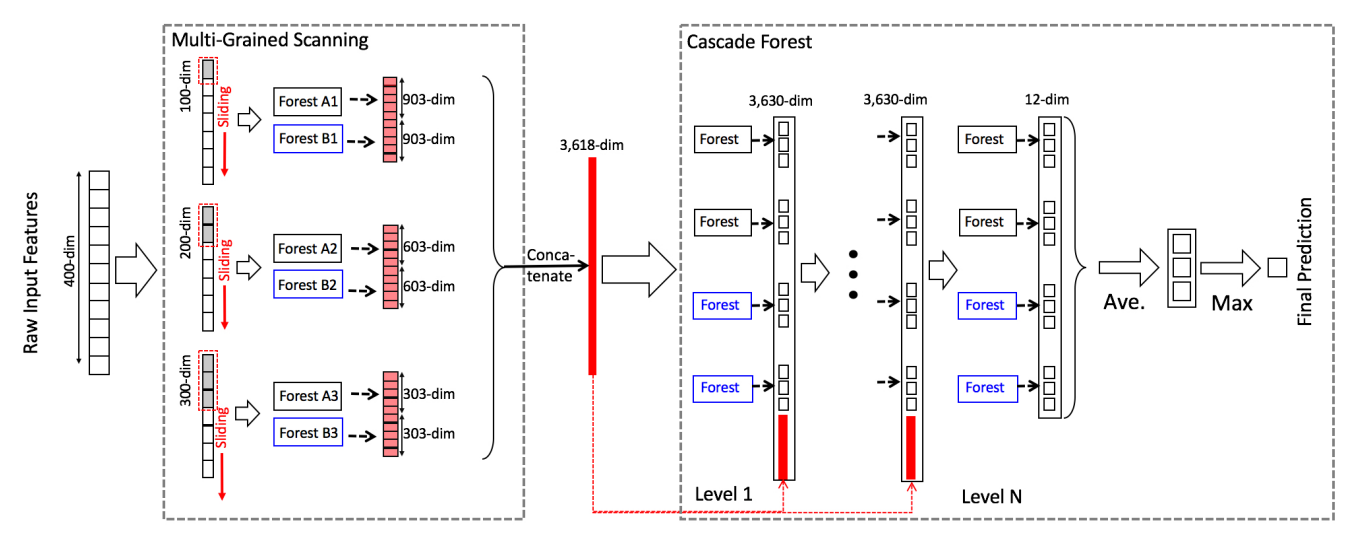 Raw Input Features
400-dim
Multi-Grained Scanning
100-dim
Sliding
Forest A1
Forest B1
903-dim
903-dim
200-dim
Sliding
Forest A2
Forest B2
603-dim
603-dim
300-dim
Sliding
Forest A3
Forest B3
303-dim
303-dim
Conca-
tenate
3,618-dim
Cascade Forest
3,630-dim
Forest
Forest
Forest
Forest
Level 1
3,630-dim
12-dim
Forest
Forest
Forest
Forest
Level N
Ave.
Max
Final Prediction